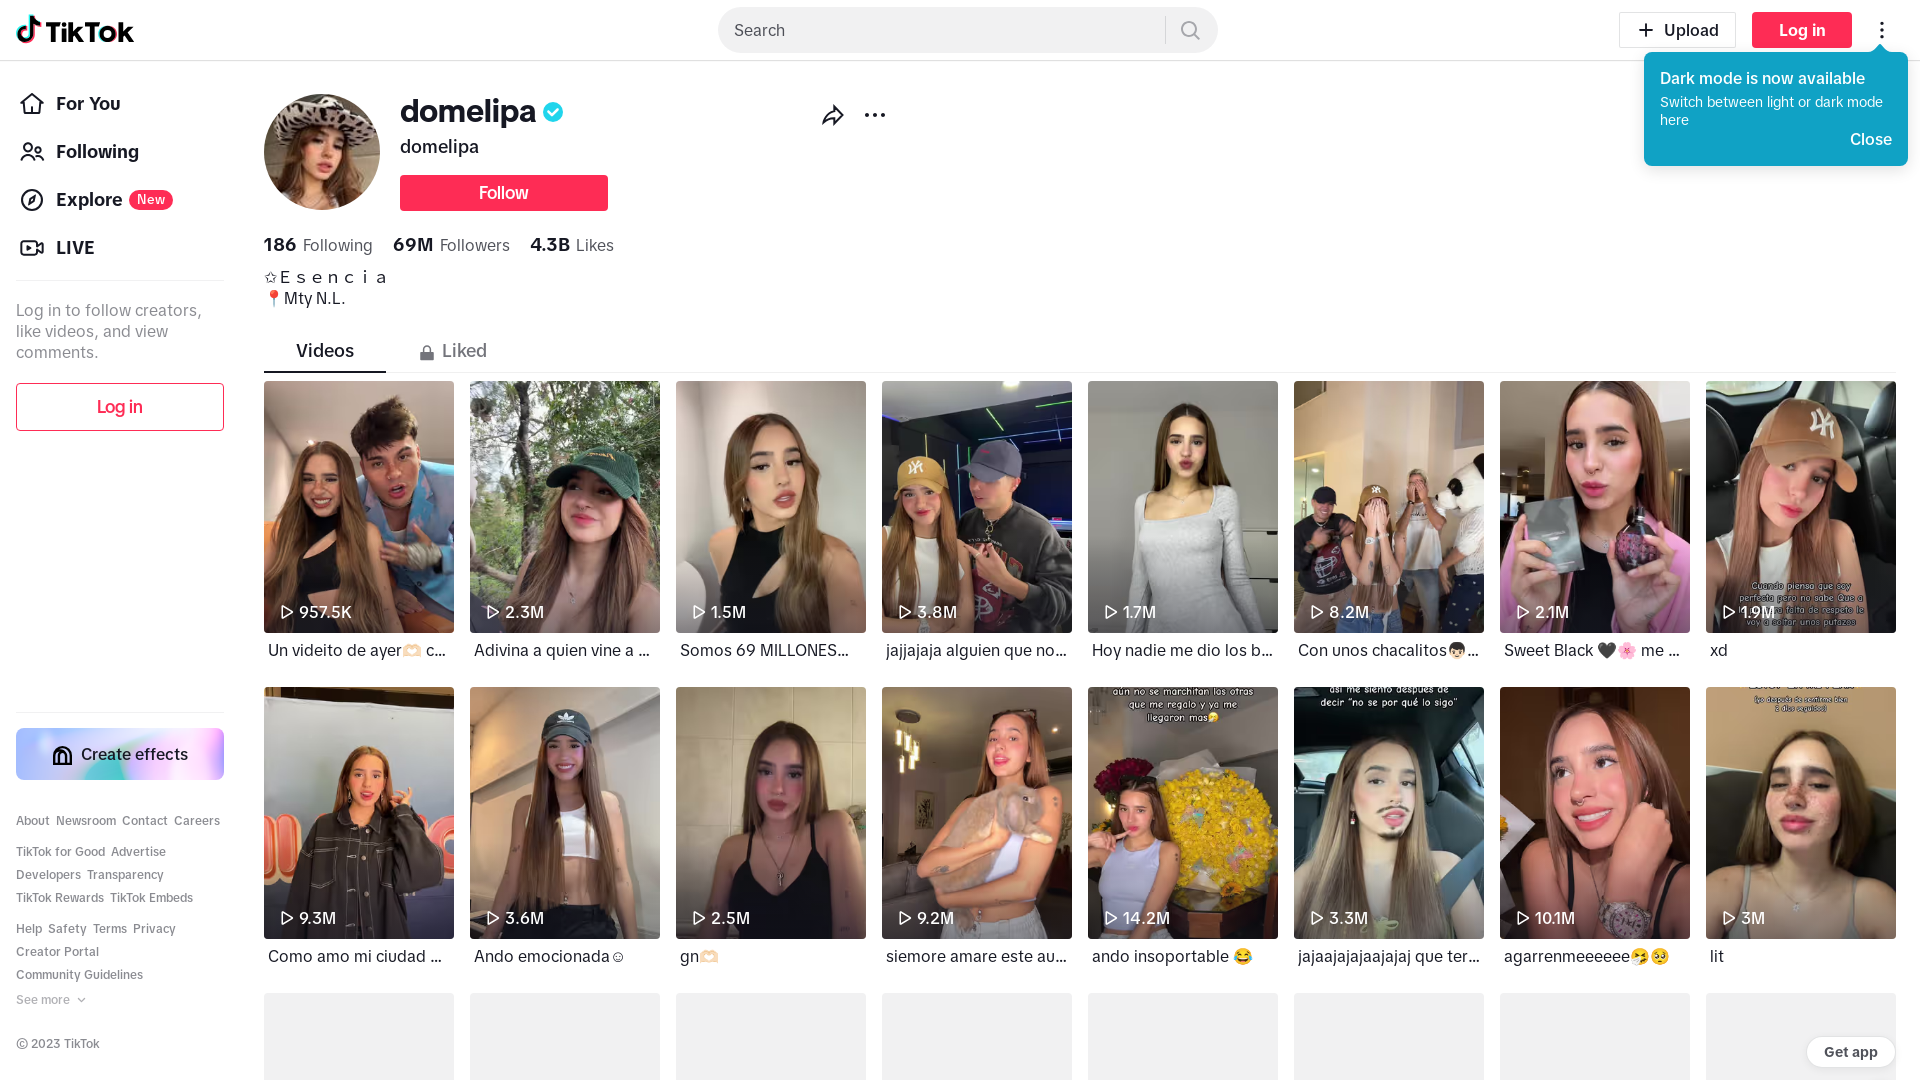 TikTok
Search
Upload
Log in
Dark mode is now available
Switch between light or dark mode
here
Close
For You
Following
Explore New
LIVE
Log in to follow creators,
like videos, and view
comments.
Log in
Create effects
About Newsroom Contact Careers
TikTok for Good Advertise
Developers Transparency
TikTok Rewards TikTok Embeds
Help Safety Terms Privacy
Creator Portal
Community Guidelines
See more
© 2023 TikTok
domelipa
domelipa
Follow
186 Following 69M Followers 4.3B Likes
✩Ｅｓｅｎｃｉａ
📍Mty N.L.
Videos
Liked
957.5K
2.3M
1.5M
3.8M
1.7M
8.2M
2.1M
Cuando piensa que soy
perfecta pero no sabe Que a
falta de respeto le
voy a soltar unos putazos
1.9M
Un videito de ayer🫶🏻 c...
Adivina a quien vine a ...
Somos 69 MILLONES...
jajjajaja alguien que no...
Hoy nadie me dio los b...
Con unos chacalitos👦🏻...
Sweet Black 🖤🌸 me ...
xd
9.3M
3.6M
2.5M
9.2M
aún no se marchitan las otras
que me regalo y ya me
llegaron mas🤧
14.2M
así me siento después de
decir "no se por qué lo sigo"
3.3M
10.1M
(yo después de sentirme bien
2 días seguidos)
3M
Como amo mi ciudad ...
Ando emocionada☺
gn🫶🏻
siemore amare este au...
ando insoportable 😂
jajaajajajaajajaj que ter...
agarrenmeeeeee🤧🥺
lit
Get app